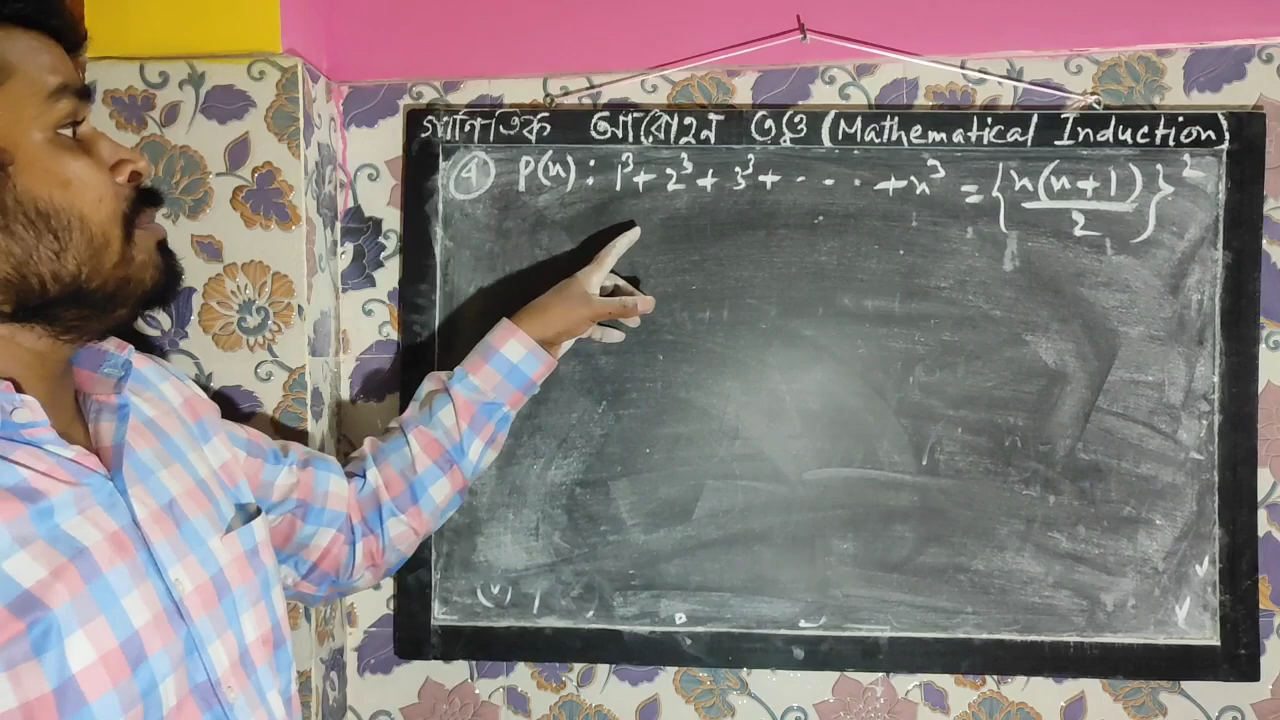 গাণিতিক আরোহন তত্ত্ব (Mathematical Induction)
④ P(n): 1³ + 2³ + 3³ + . . . . + n³ = {n(n+1)/2}²